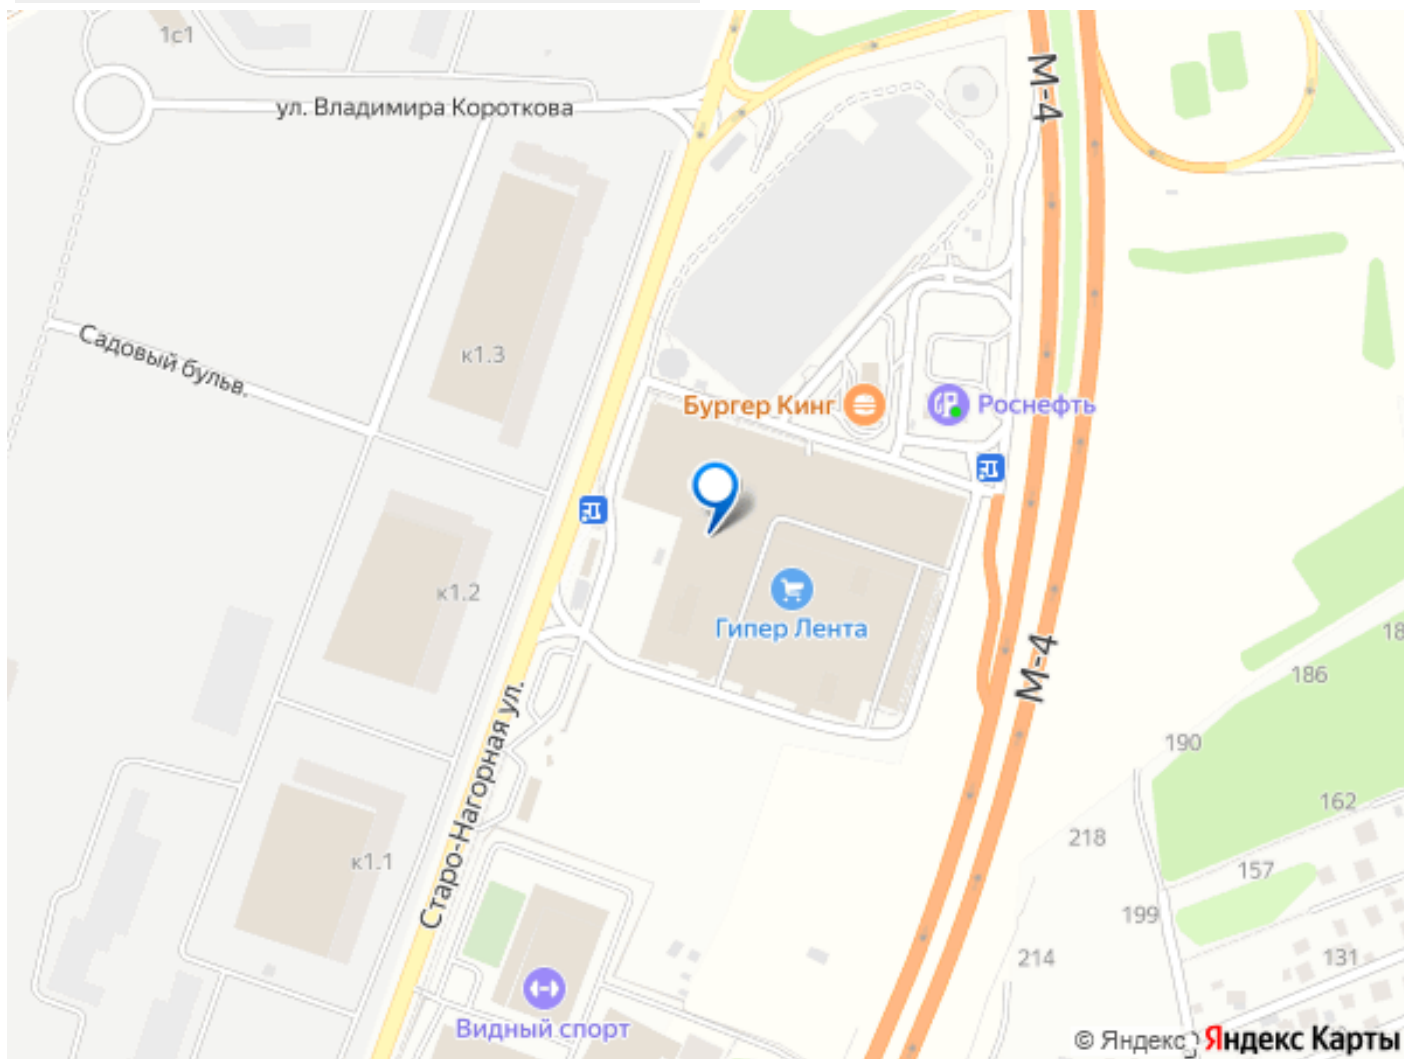 1с1
ул. Владимира Короткова
М-4
Садовый бульв.
к1.3
Бургер Кинг
Роснефть
к1.2
Гипер Лента
М-4
Старо-Нагорная ул.
18
186
190
162
218
к1.1
157
199
214
131
Видный спорт
© Яндекс Яндекс Карты